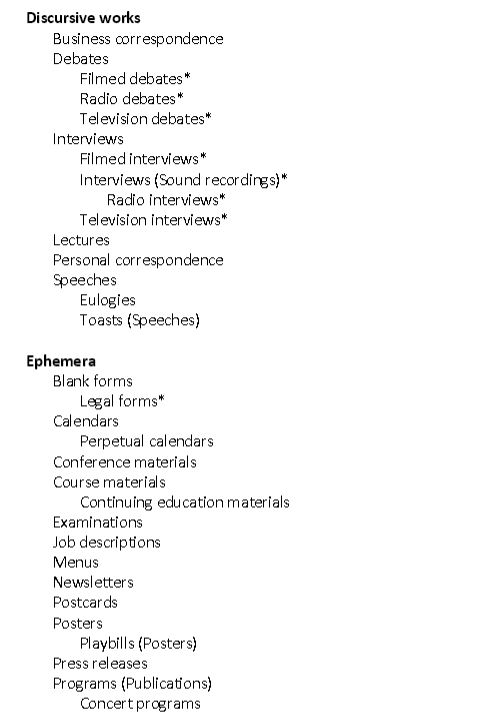 Discursive works
Business correspondence
Debates
Filmed debates*
Radio debates*
Television debates*
Interviews
Filmed interviews*
Interviews (Sound recordings)*
Radio interviews*
Television interviews*
Lectures
Personal correspondence
Speeches
Eulogies
Toasts (Speeches)
Ephemera
Blank forms
Legal forms*
Calendars
Perpetual calendars
Conference materials
Course materials
Continuing education materials
Examinations
Job descriptions
Menus
Newsletters
Postcards
Posters
Playbills (Posters)
Press releases
Programs (Publications)
Concert programs